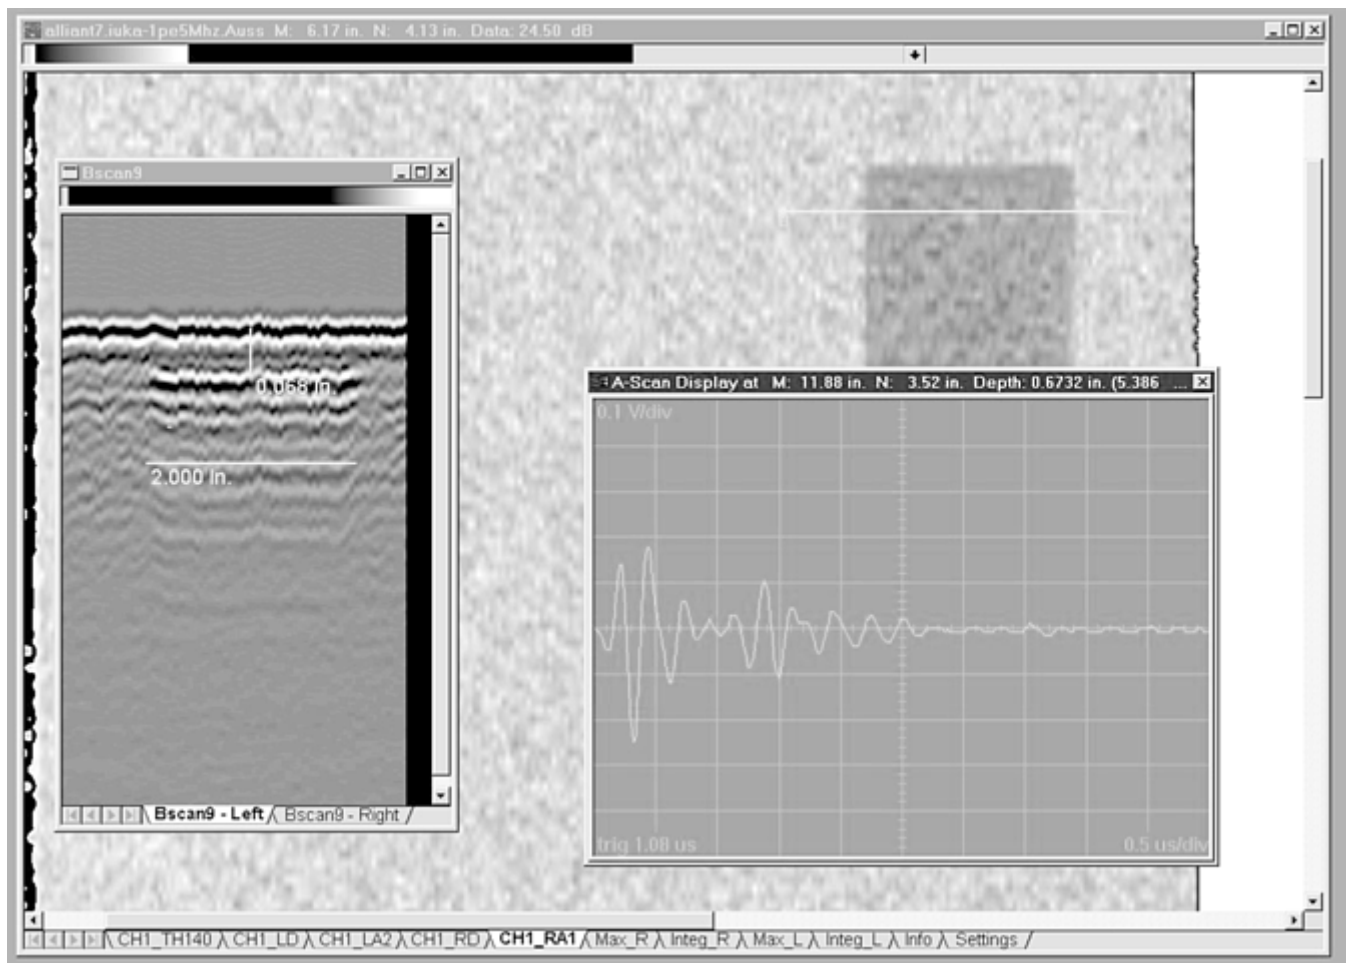 alliant7.iuka-1pe5Mhz.Auss M: 6.17 in. N: 4.13 in. Data: 24.50 dB
Bscan9
0.068 in.
2.000 in.
Bscan9 - Left Bscan9 - Right
A-Scan Display at M: 11.88 in. N: 3.52 in. Depth: 0.6732 in. (5.386 ...
0.1 V/div
trig 1.08 us 0.5 us/div
CH1_TH140 CH1_LD CH1_LA2 CH1_RD CH1_RA1 Max_R Integ_R Max_L Integ_L Info Settings